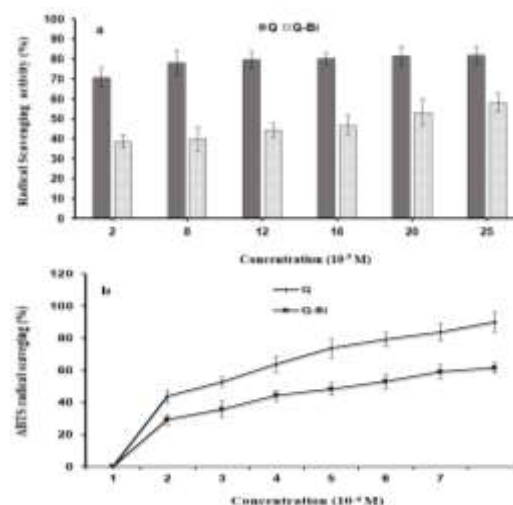 100
a
Q Q-Bi
90
80
70
60
50
40
30
20
10
0
Radical Scavenging activity (%)
2 8 12 16 20 25
Concentration (10 M)
120
b
Q
Q-Bi
100
80
60
40
20
0
ABTS radical scavenging (%)
1 2 3 4 5 6 7
Concentration (10 M)